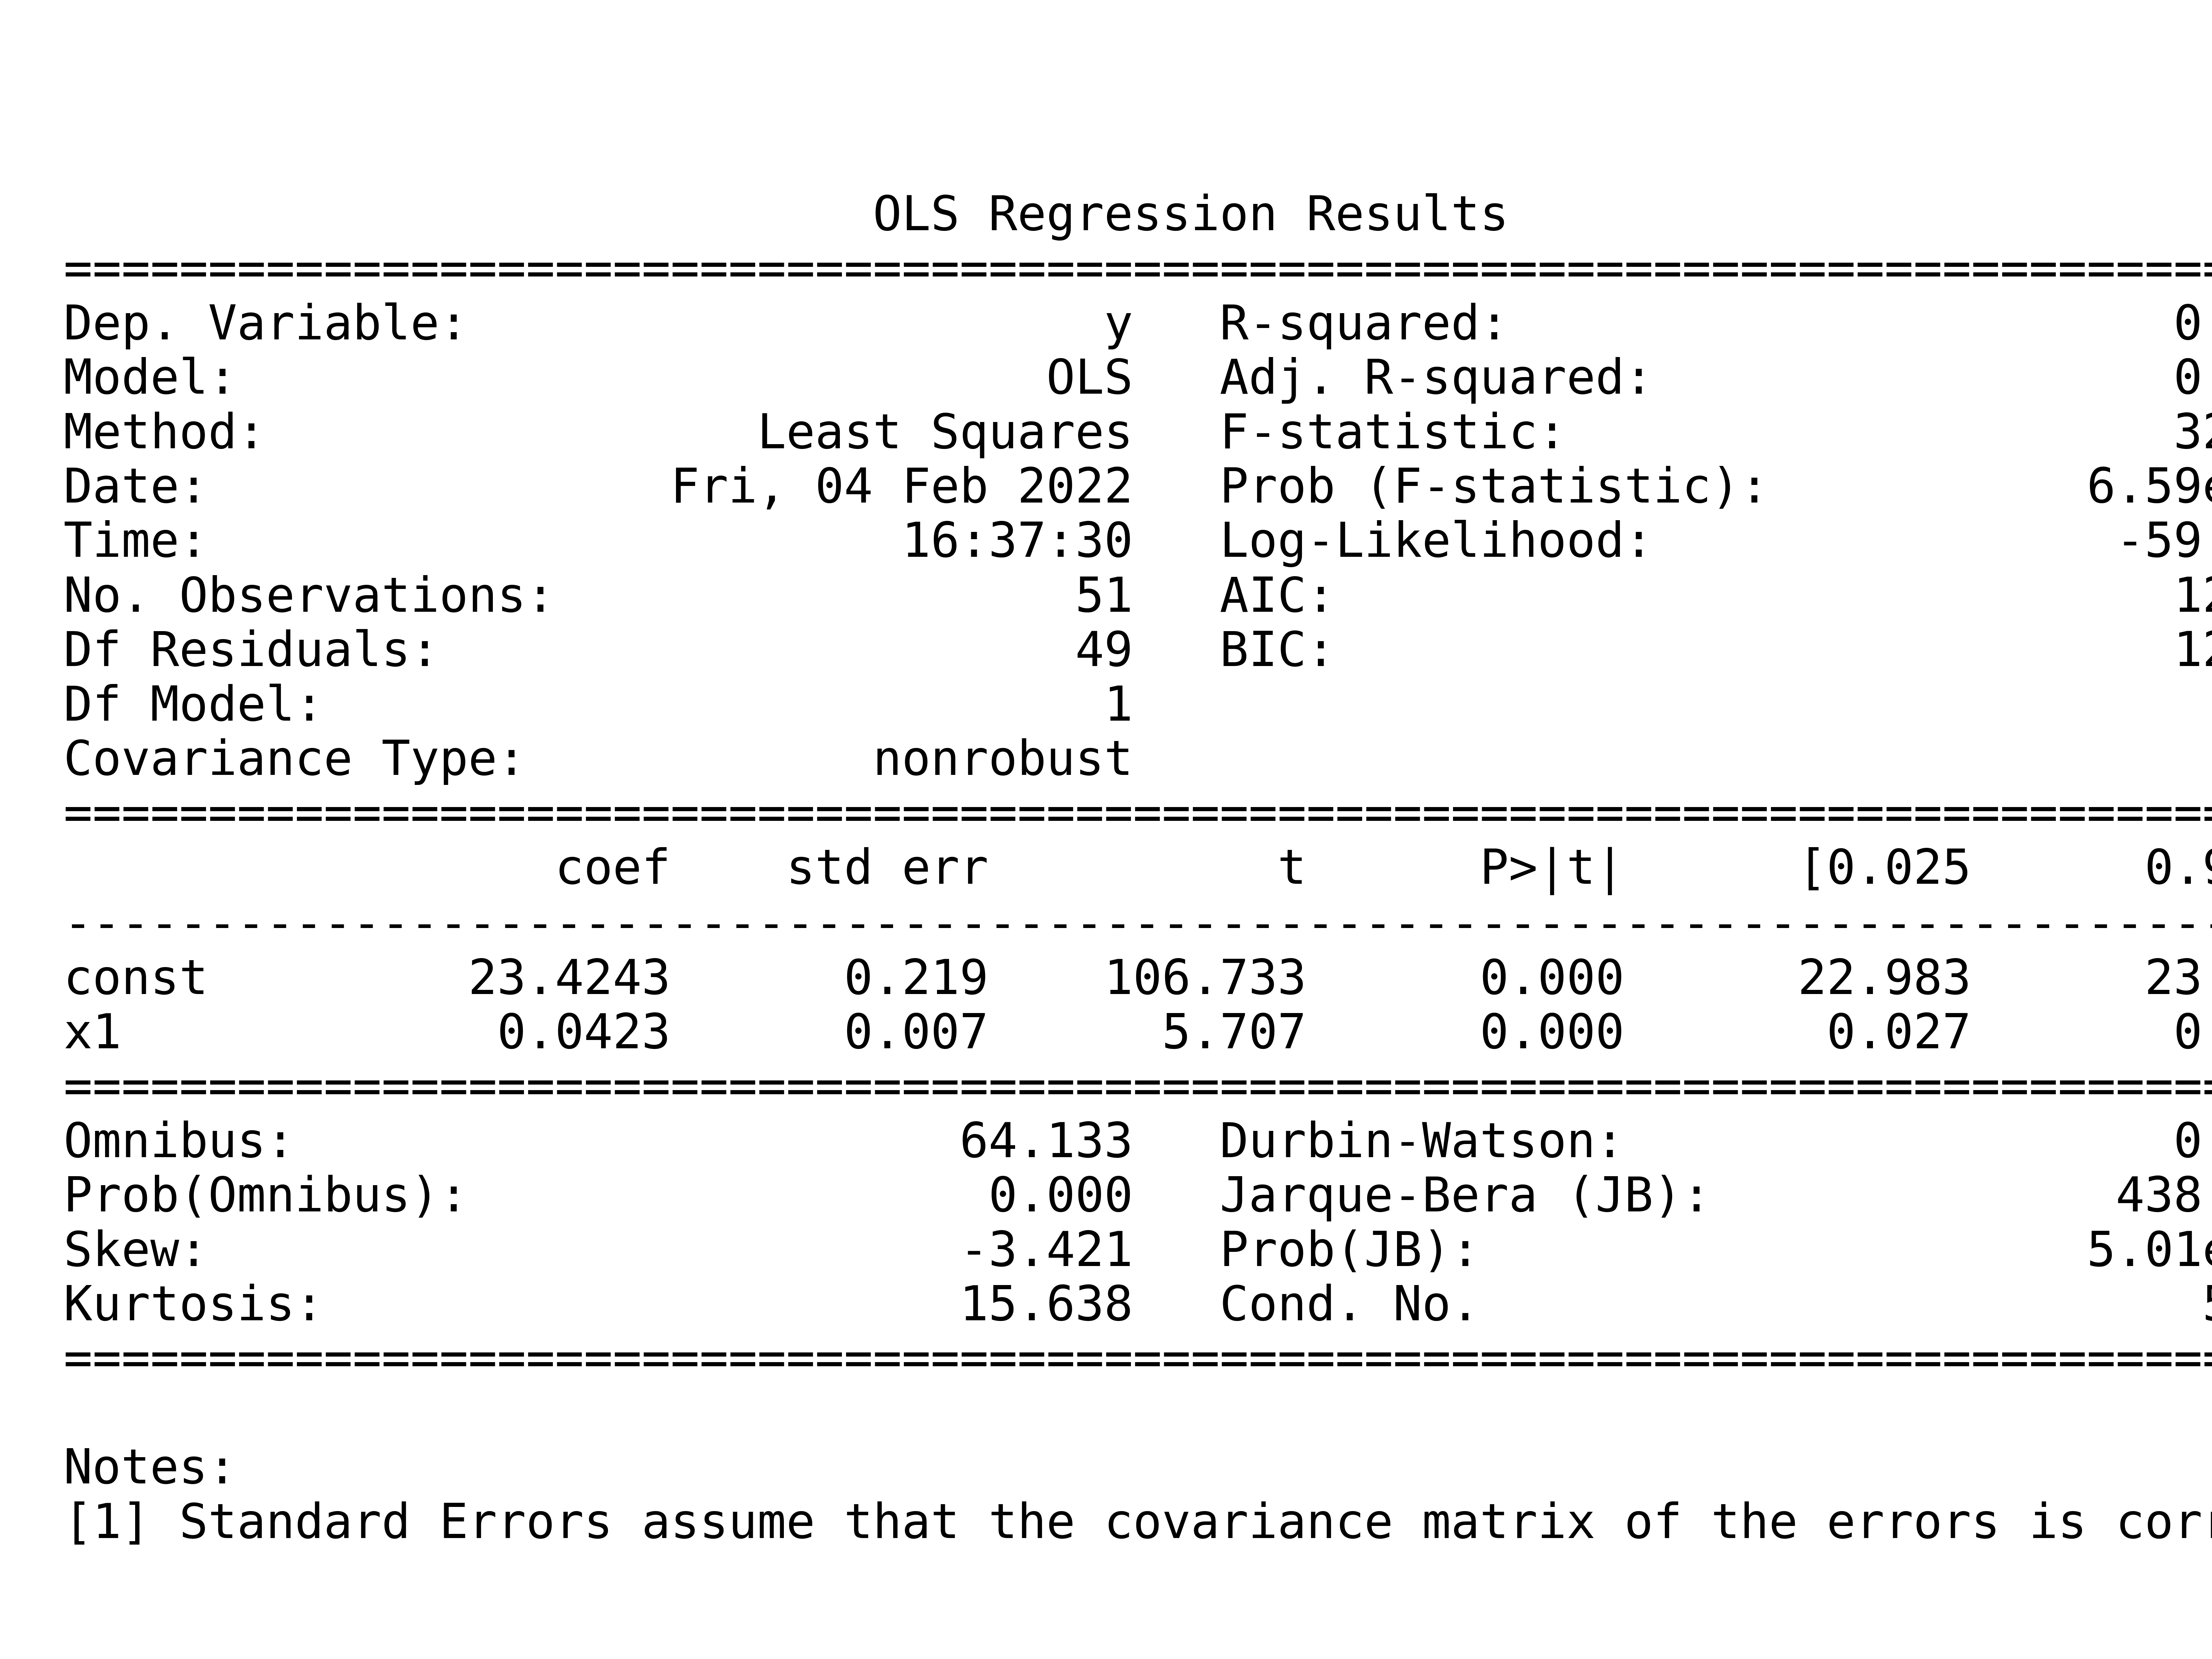 OLS Regression Results
==========================================================================
Dep. Variable: y R-squared: 0
Model: OLS Adj. R-squared: 0
Method: Least Squares F-statistic: 32
Date: Fri, 04 Feb 2022 Prob (F-statistic): 6.59e
Time: 16:37:30 Log-Likelihood: -59
No. Observations: 51 AIC: 12
Df Residuals: 49 BIC: 12
Df Model: 1
Covariance Type: nonrobust
==========================================================================
coef std err t P>|t| [0.025 0.9
--------------------------------------------------------------------------
const 23.4243 0.219 106.733 0.000 22.983 23
x1 0.0423 0.007 5.707 0.000 0.027 0
==========================================================================
Omnibus: 64.133 Durbin-Watson: 0
Prob(Omnibus): 0.000 Jarque-Bera (JB): 438
Skew: -3.421 Prob(JB): 5.01e
Kurtosis: 15.638 Cond. No. 5
==========================================================================
Notes:
[1] Standard Errors assume that the covariance matrix of the errors is corr